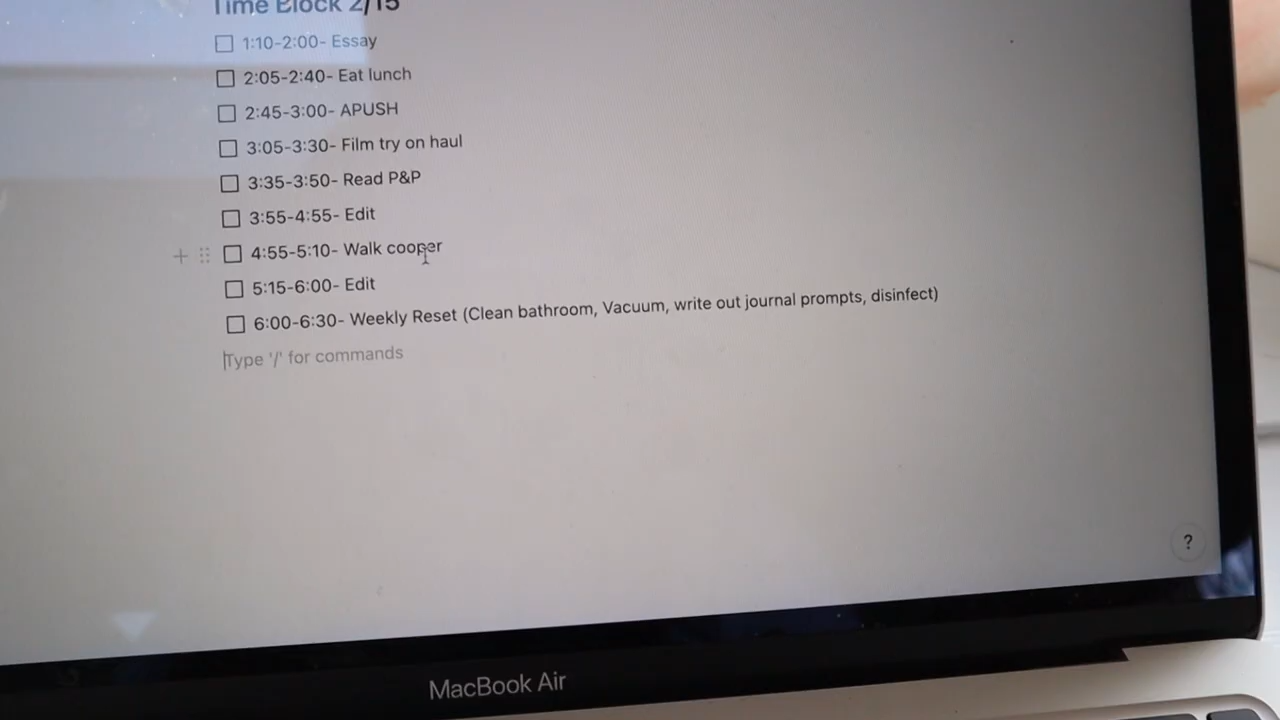 Time Block 2/15
1:10-2:00- Essay
2:05-2:40- Eat lunch
2:45-3:00- APUSH
3:05-3:30- Film try on haul
3:35-3:50- Read P&P
3:55-4:55- Edit
4:55-5:10- Walk cooper
5:15-6:00- Edit
6:00-6:30- Weekly Reset (Clean bathroom, Vacuum, write out journal prompts, disinfect)
Type '/' for commands
?
MacBook Air